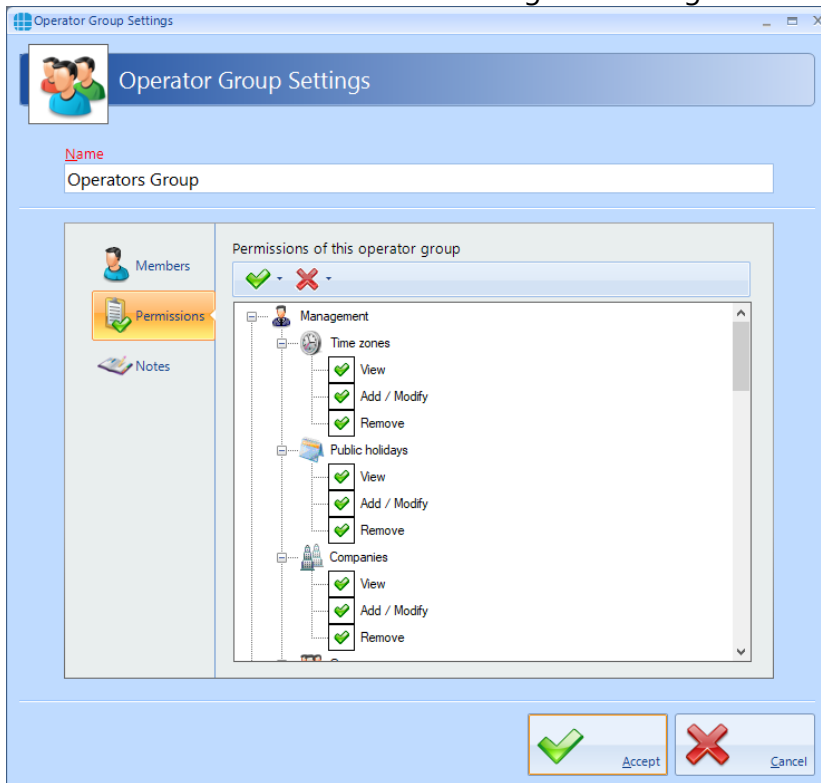 Operator Group Settings
Operator Group Settings
Name
Operators Group
Members
Permissions
Notes
Permissions of this operator group
Management
Time zones
View
Add / Modify
Remove
Public holidays
View
Add / Modify
Remove
Companies
View
Add / Modify
Remove
Accept
Cancel